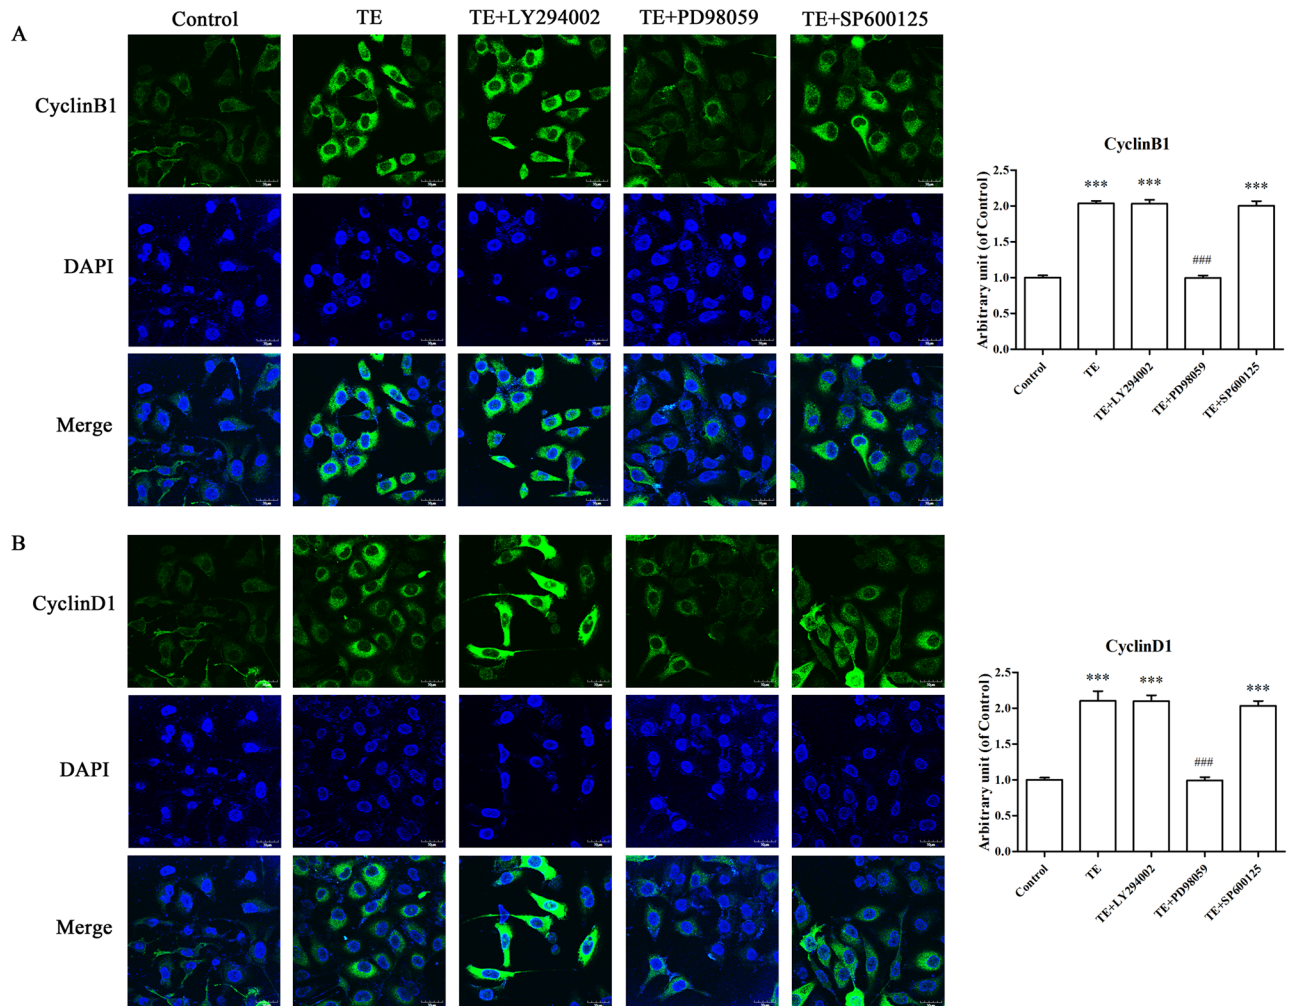 A
Control
TE
TE+LY294002
TE+PD98059
TE+SP600125
CyclinB1
DAPI
Merge
CyclinB1
Arbitrary unit (of Control)
2.5
2.0
1.5
1.0
0.5
0.0
***
***
###
***
Control
TE
TE+LY294002
TE+PD98059
TE+SP600125
B
CyclinD1
DAPI
Merge
CyclinD1
Arbitrary unit (of Control)
2.5
2.0
1.5
1.0
0.5
0.0
***
***
###
***
Control
TE
TE+LY294002
TE+PD98059
TE+SP600125